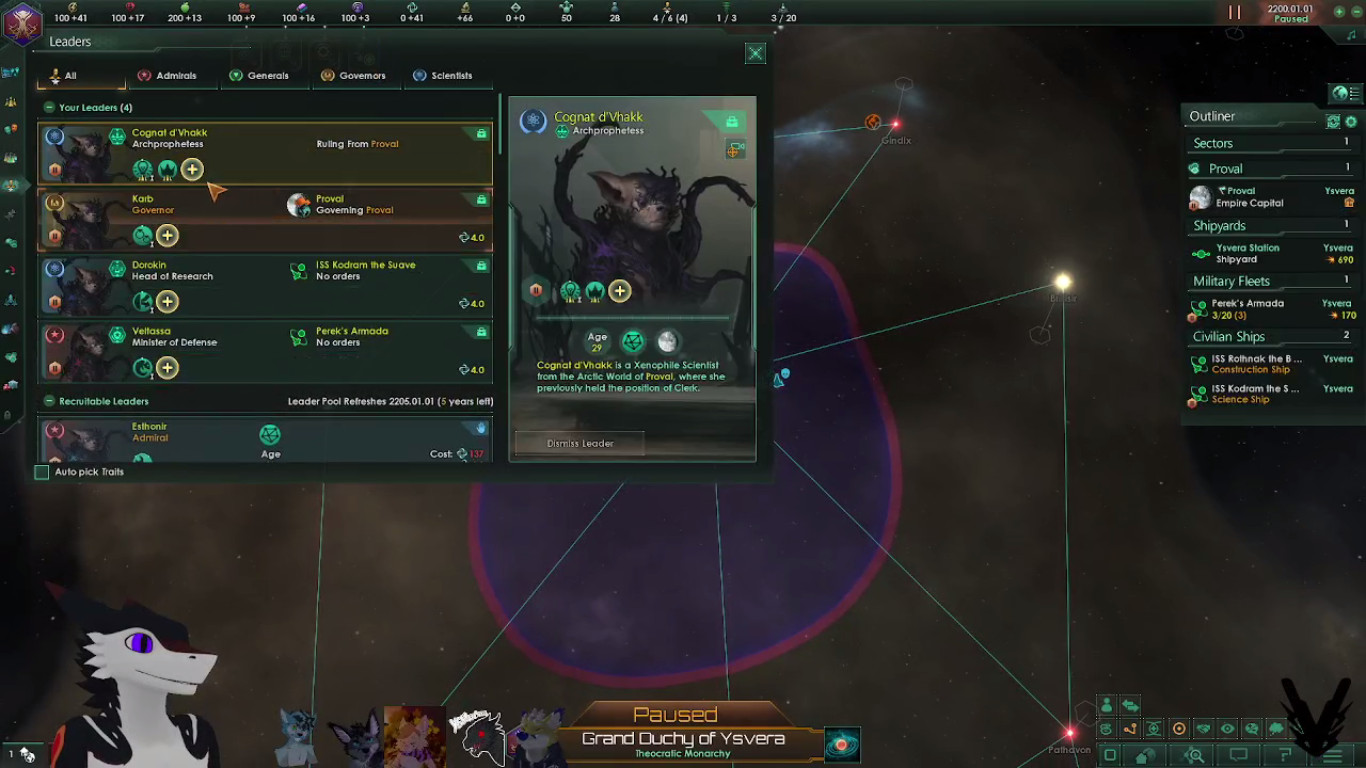 100 +41 100 +17 200 +13 100 +9 100 +16 100 +3 0 +41 +66 0 +0 50 28 4 / 6 (4) 1 / 3 3 / 20
2200.01.01
Paused
Leaders
All Admirals Generals Governors Scientists
Your Leaders (4)
Cognat d'Vhakk
Archprophetess
Ruling From Proval
Karb
Governor
Proval
Governing Proval
4.0
Dorokin
Head of Research
ISS Kodram the Suave
No orders
4.0
Veltassa
Minister of Defense
Perek's Armada
No orders
4.0
Recruitable Leaders
Leader Pool Refreshes 2205.01.01 (5 years left)
Esthonir
Admiral
Age
Cost: 137
Auto pick Traits
Cognat d'Vhakk
Archprophetess
Age
29
Cognat d'Vhakk is a Xenophile Scientist
from the Arctic World of Proval, where she
previously held the position of Clerk.
Dismiss Leader
Gindix
Pathavon
Outliner
Sectors 1
Proval 1
Proval Ysvera
Empire Capital
Shipyards 1
Ysvera Station Ysvera
Shipyard 690
Military Fleets 1
Perek's Armada Ysvera
3/20 (3) 170
Civilian Ships 2
ISS Rothnak the B ... Ysvera
Construction Ship
ISS Kodram the S ... Ysvera
Science Ship
Paused
Grand Duchy of Ysvera
Theocratic Monarchy
1